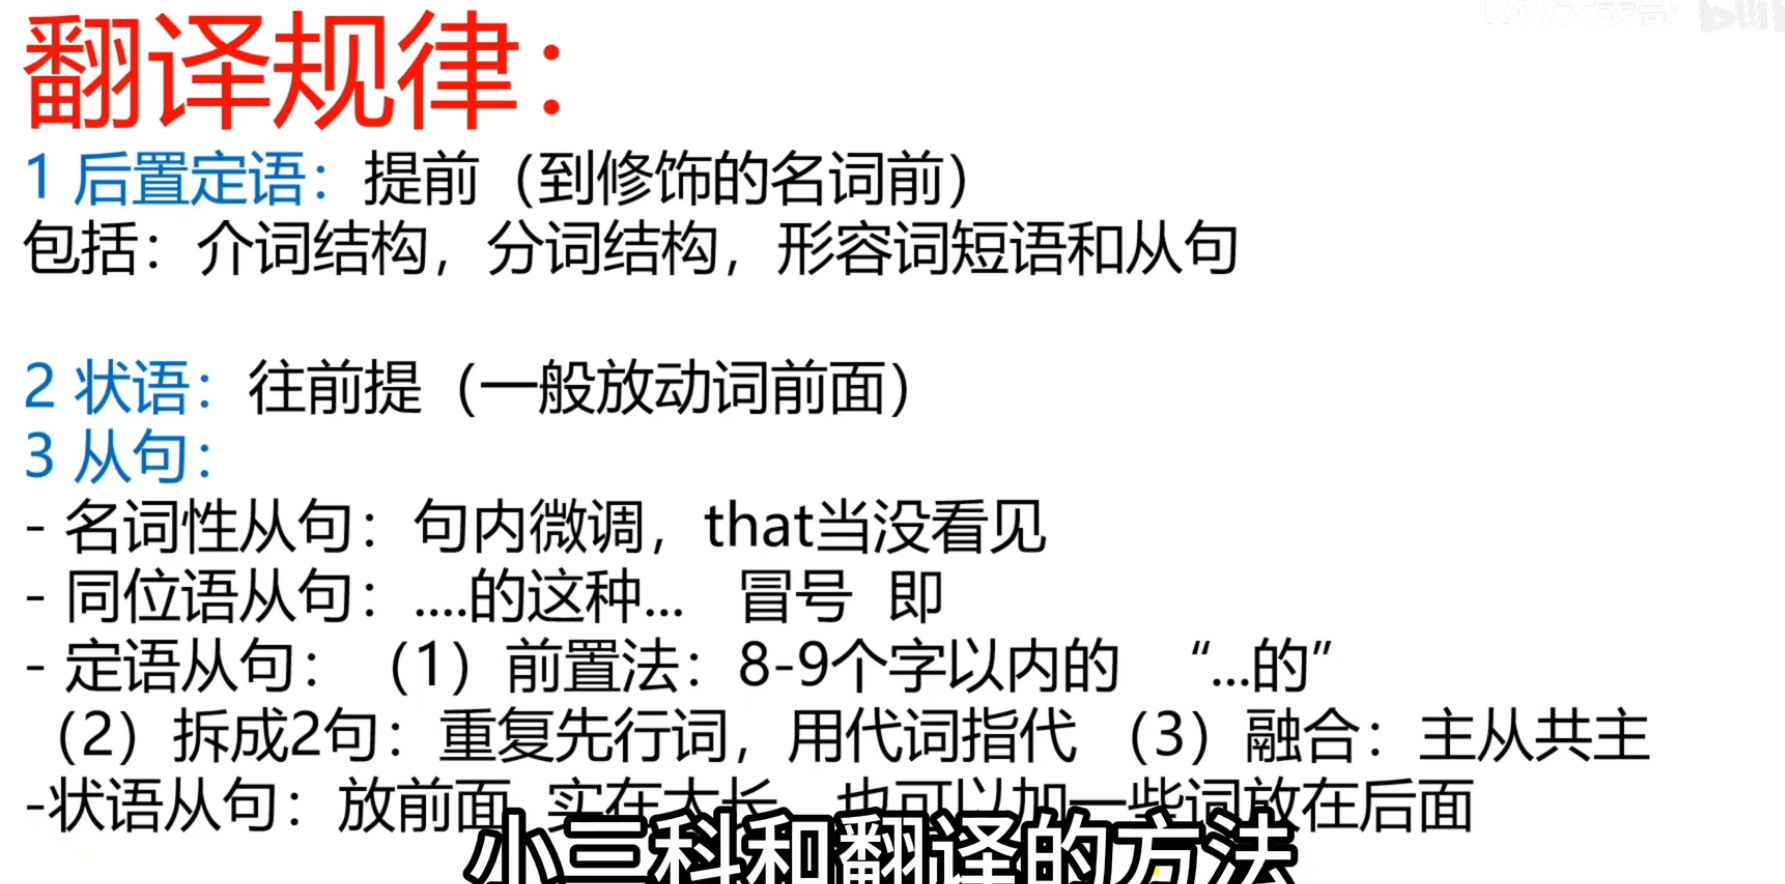 翻译规律：
1 后置定语：提前（到修饰的名词前）
包括：介词结构，分词结构，形容词短语和从句
2 状语：往前提（一般放动词前面）
3 从句：
- 名词性从句：句内微调，that当没看见
- 同位语从句：....的这种... 冒号 即
- 定语从句：（1）前置法：8-9个字以内的 “...的”
（2）拆成2句：重复先行词，用代词指代 （3）融合：主从共主
-状语从句：放前面 实在太长，也可以加一些词放在后面
小三科和翻译的方法